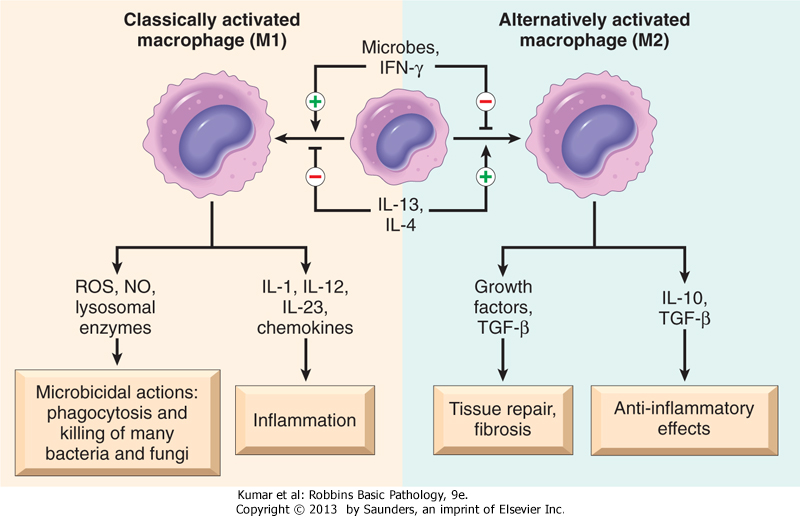 Classically activated
macrophage (M1)
Alternatively activated
macrophage (M2)
Microbes,
IFN-γ
+
−
−
+
IL-13,
IL-4
ROS, NO,
lysosomal
enzymes
IL-1, IL-12,
IL-23,
chemokines
Growth
factors,
TGF-β
IL-10,
TGF-β
Microbicidal actions:
phagocytosis and
killing of many
bacteria and fungi
Inflammation
Tissue repair,
fibrosis
Anti-inflammatory
effects
Kumar et al: Robbins Basic Pathology, 9e.
Copyright © 2013 by Saunders, an imprint of Elsevier Inc.